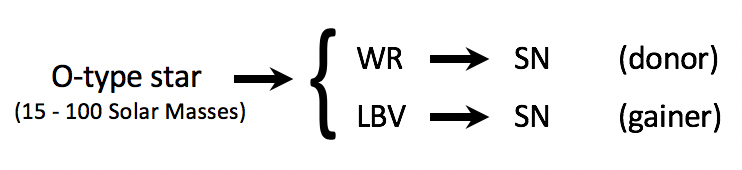 O-type star
(15 - 100 Solar Masses)
WR SN (donor)
LBV SN (gainer)